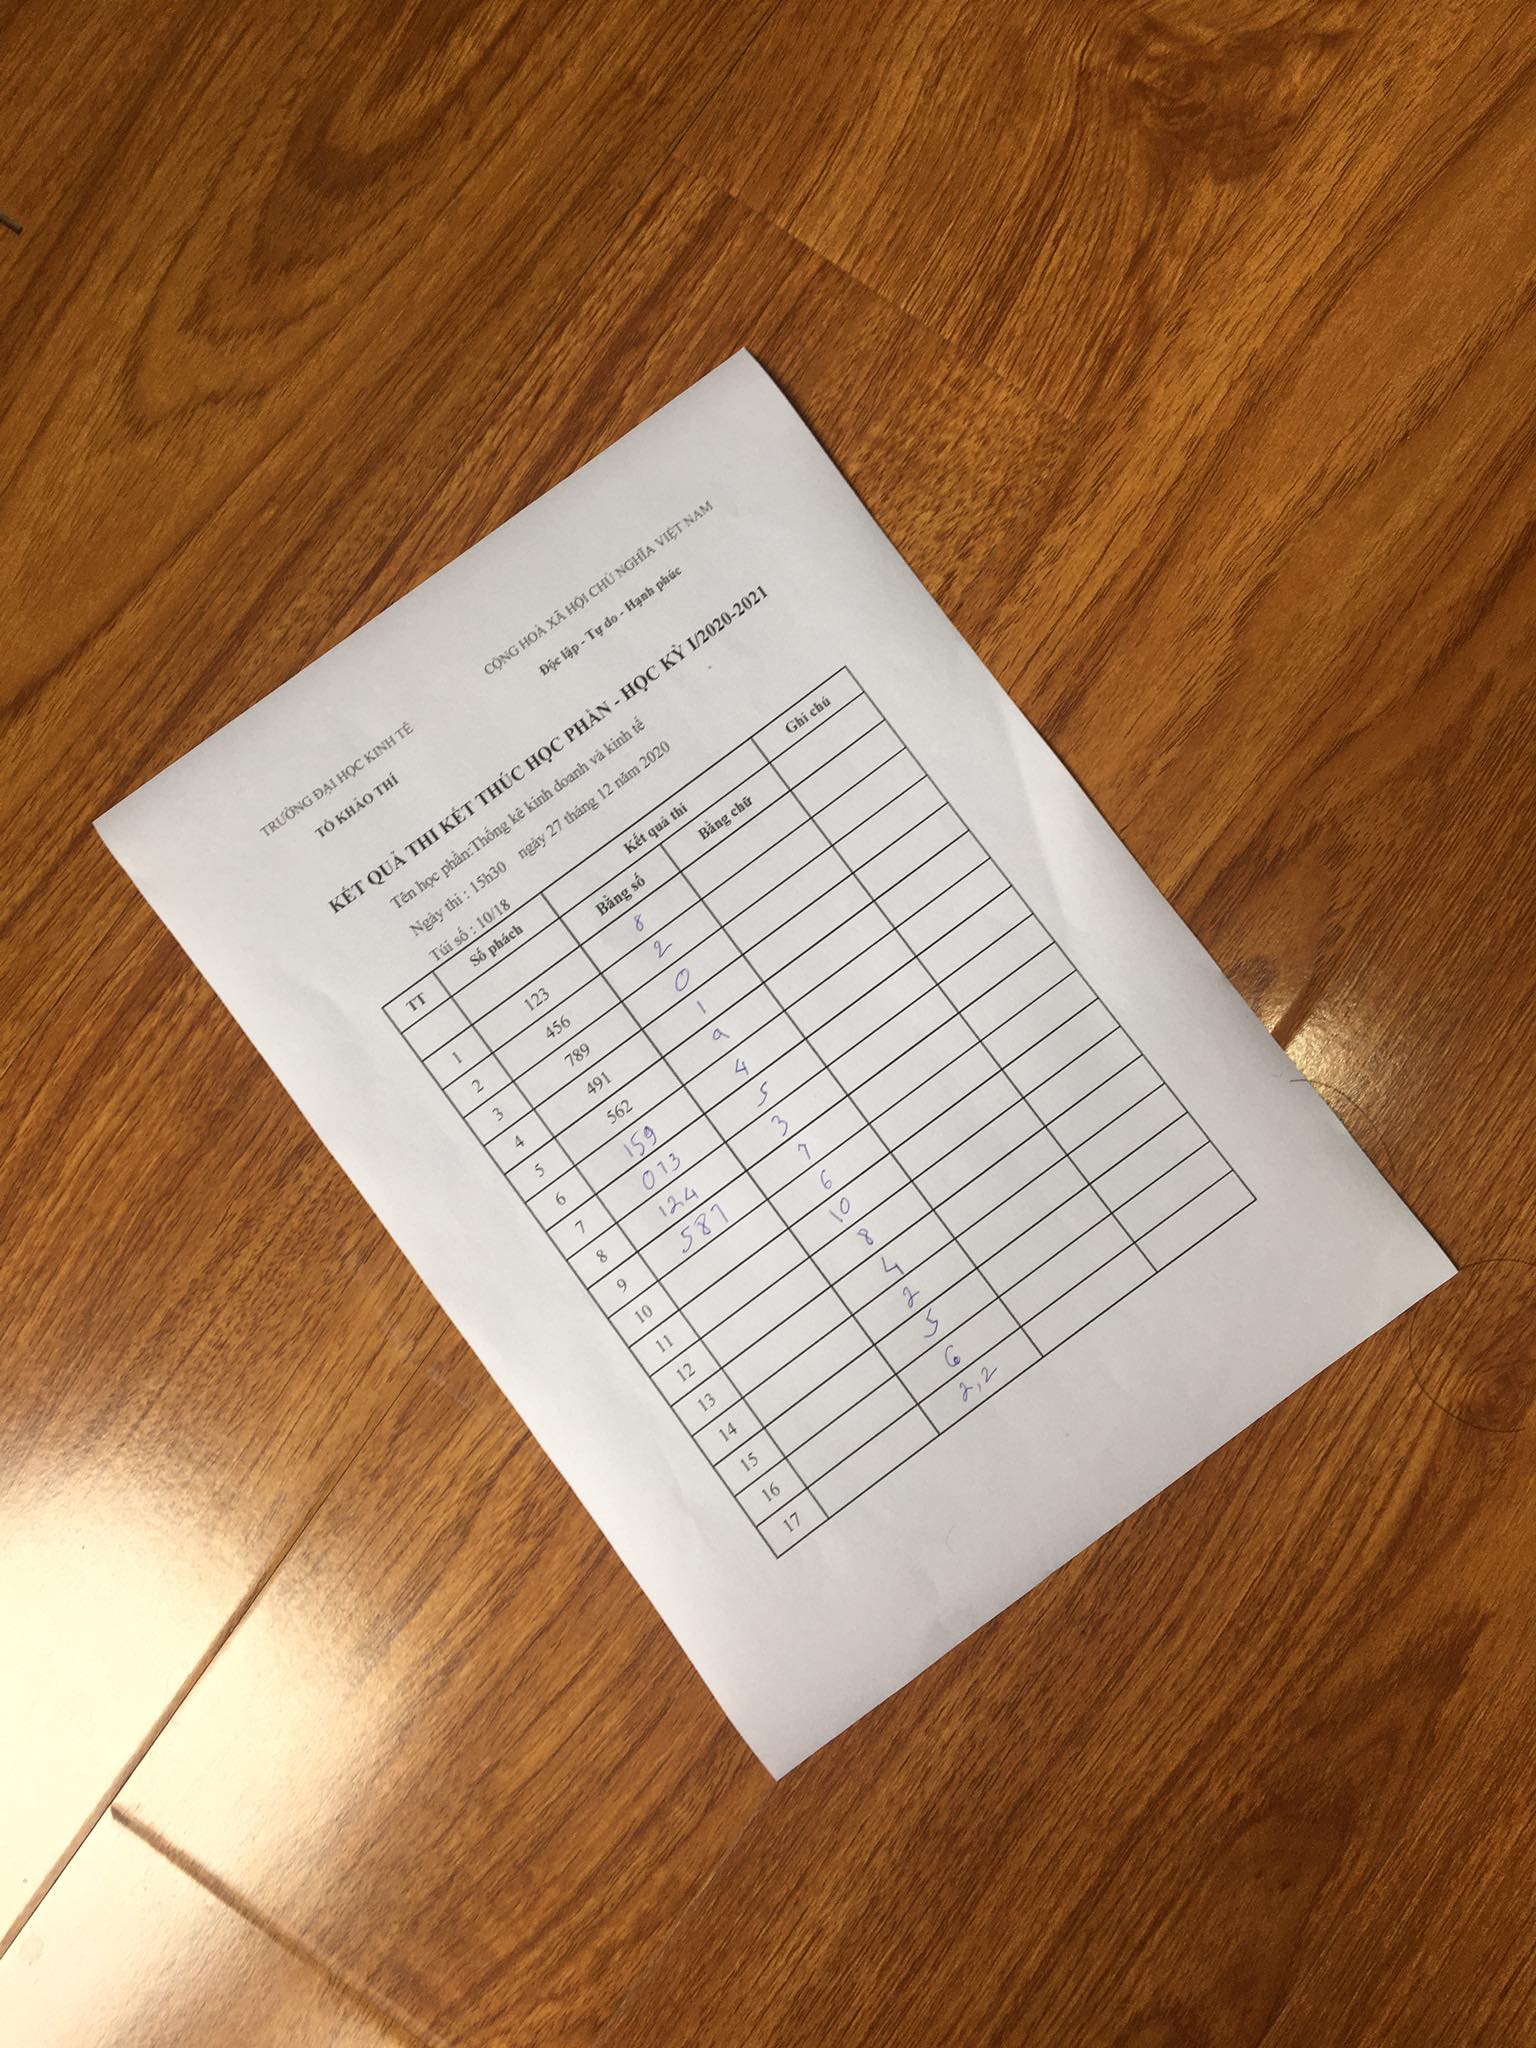 TRƯỜNG ĐẠI HỌC KINH TẾ CỘNG HOÀ XÃ HỘI CHỦ NGHĨA VIỆT NAM
TỔ KHẢO THÍ Độc lập - Tự do - Hạnh phúc
KẾT QUẢ THI KẾT THÚC HỌC PHẦN - HỌC KỲ I/2020-2021
Tên học phần:Thống kê kinh doanh và kinh tế
Ngày thi : 15h30 ngày 27 tháng 12 năm 2020
Túi số : 10/18
TT Số phách Kết quả thi Ghi chú
Bằng số Bằng chữ
1 123 8
2 456 2
3 789 0
4 491 1
5 562 9
6 159 4
7 073 5
8 124 3
9 587 7
10 6
11 10
12 8
13 4
14 2
15 5
16 6
17 2,2